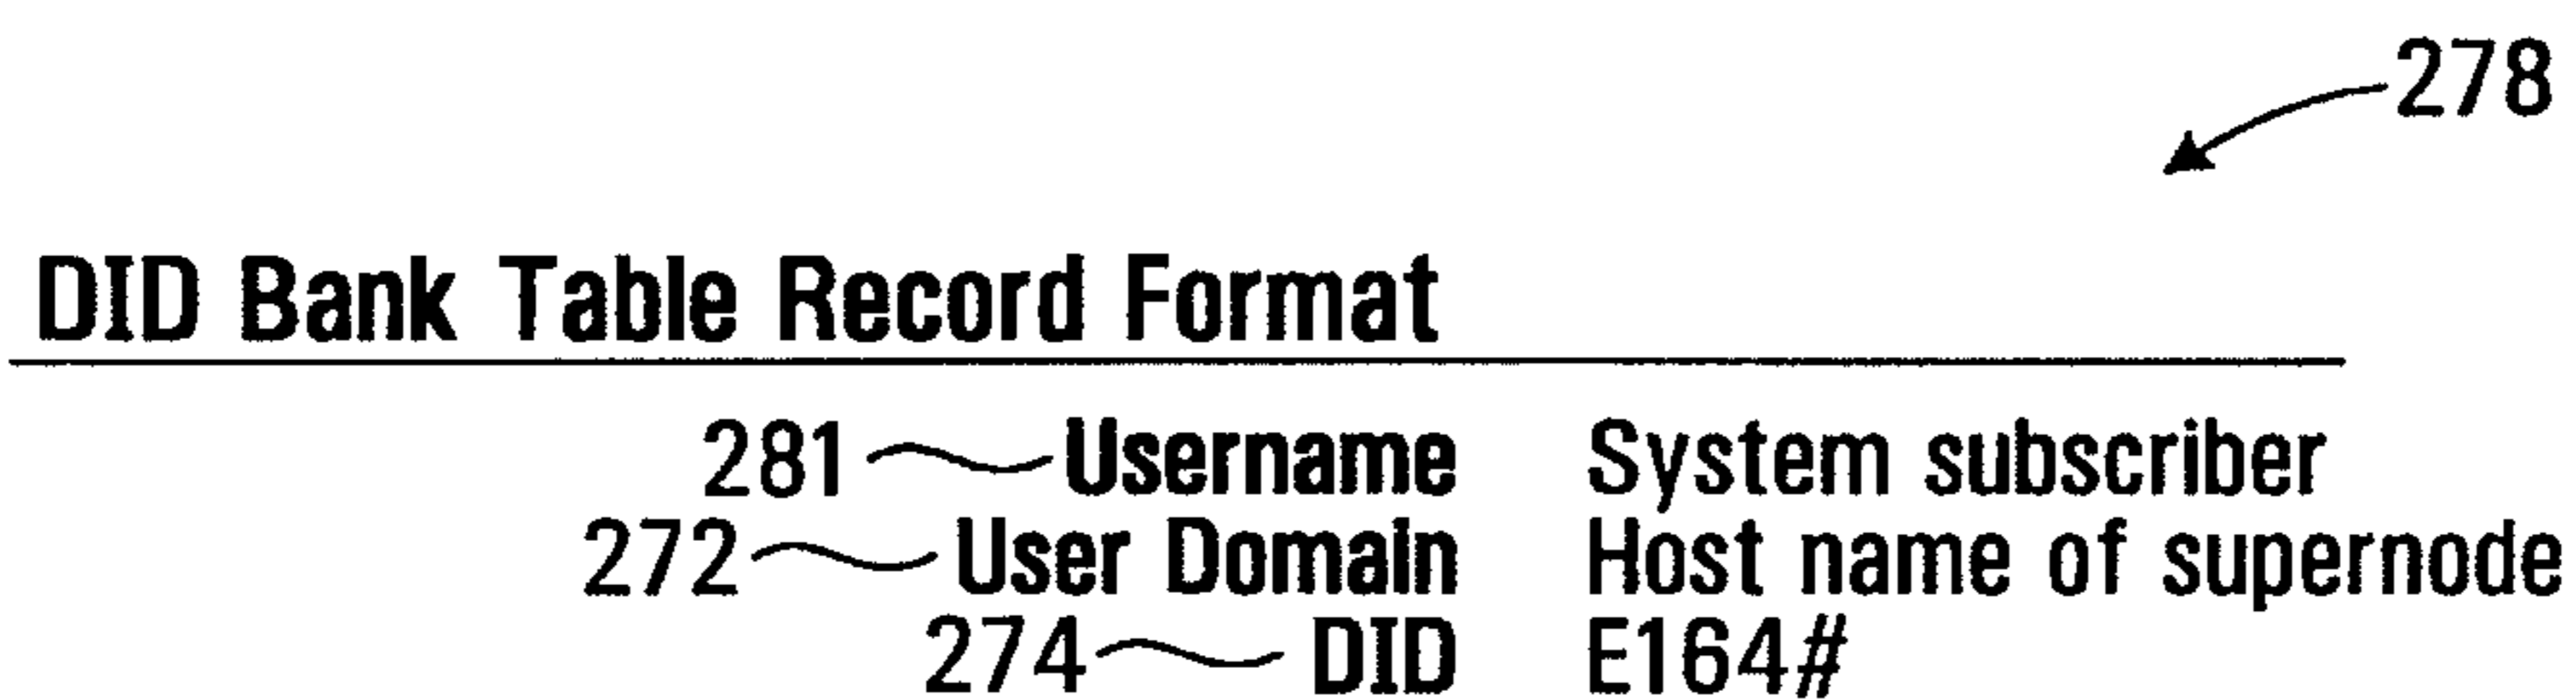 278
DID Bank Table Record Format
281 Username System subscriber
272 User Domain Host name of supernode
274 DID E164#